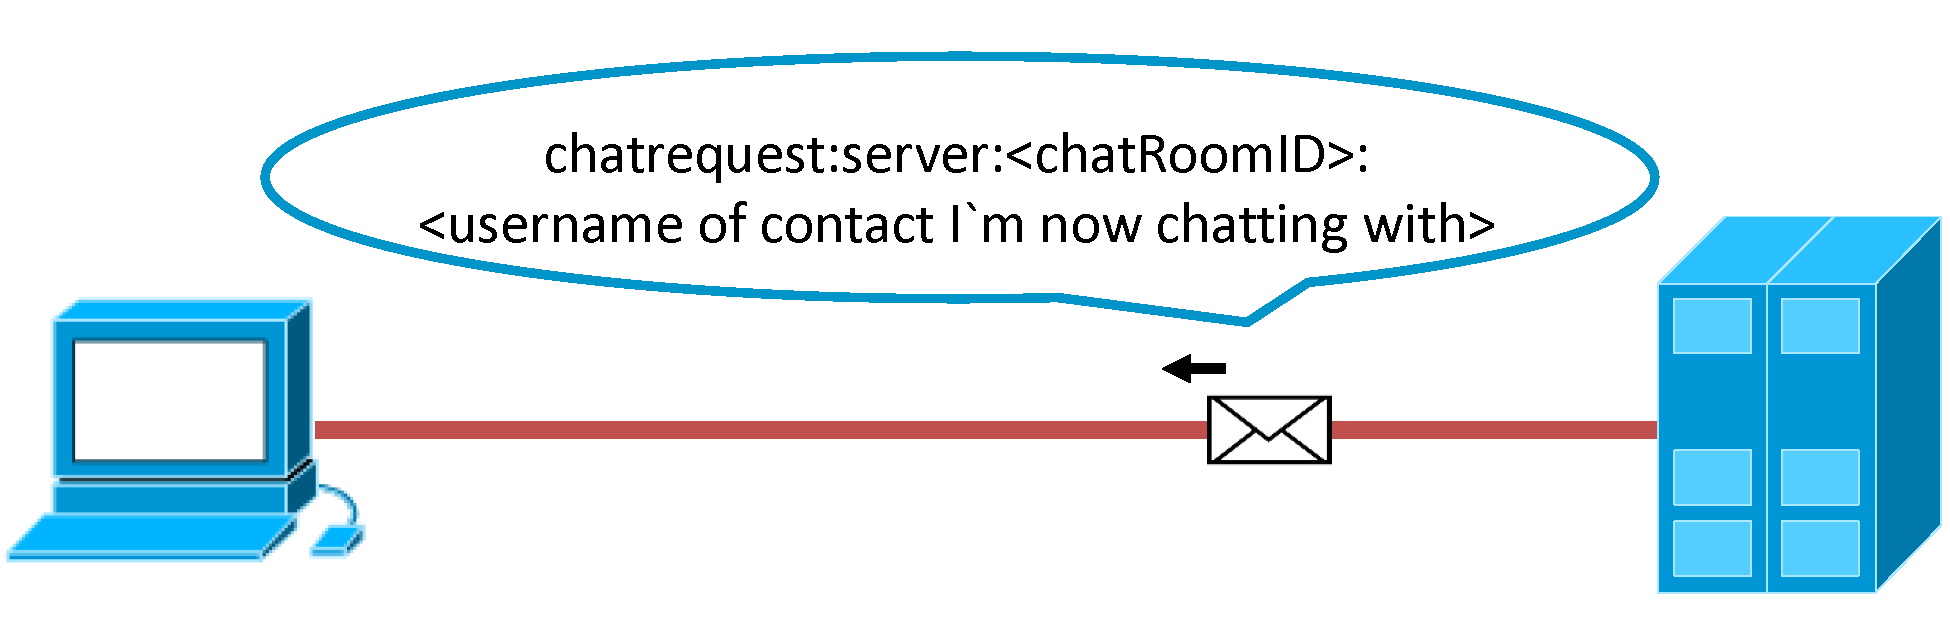 chatrequest:server:<chatRoomID>:
<username of contact I`m now chatting with>